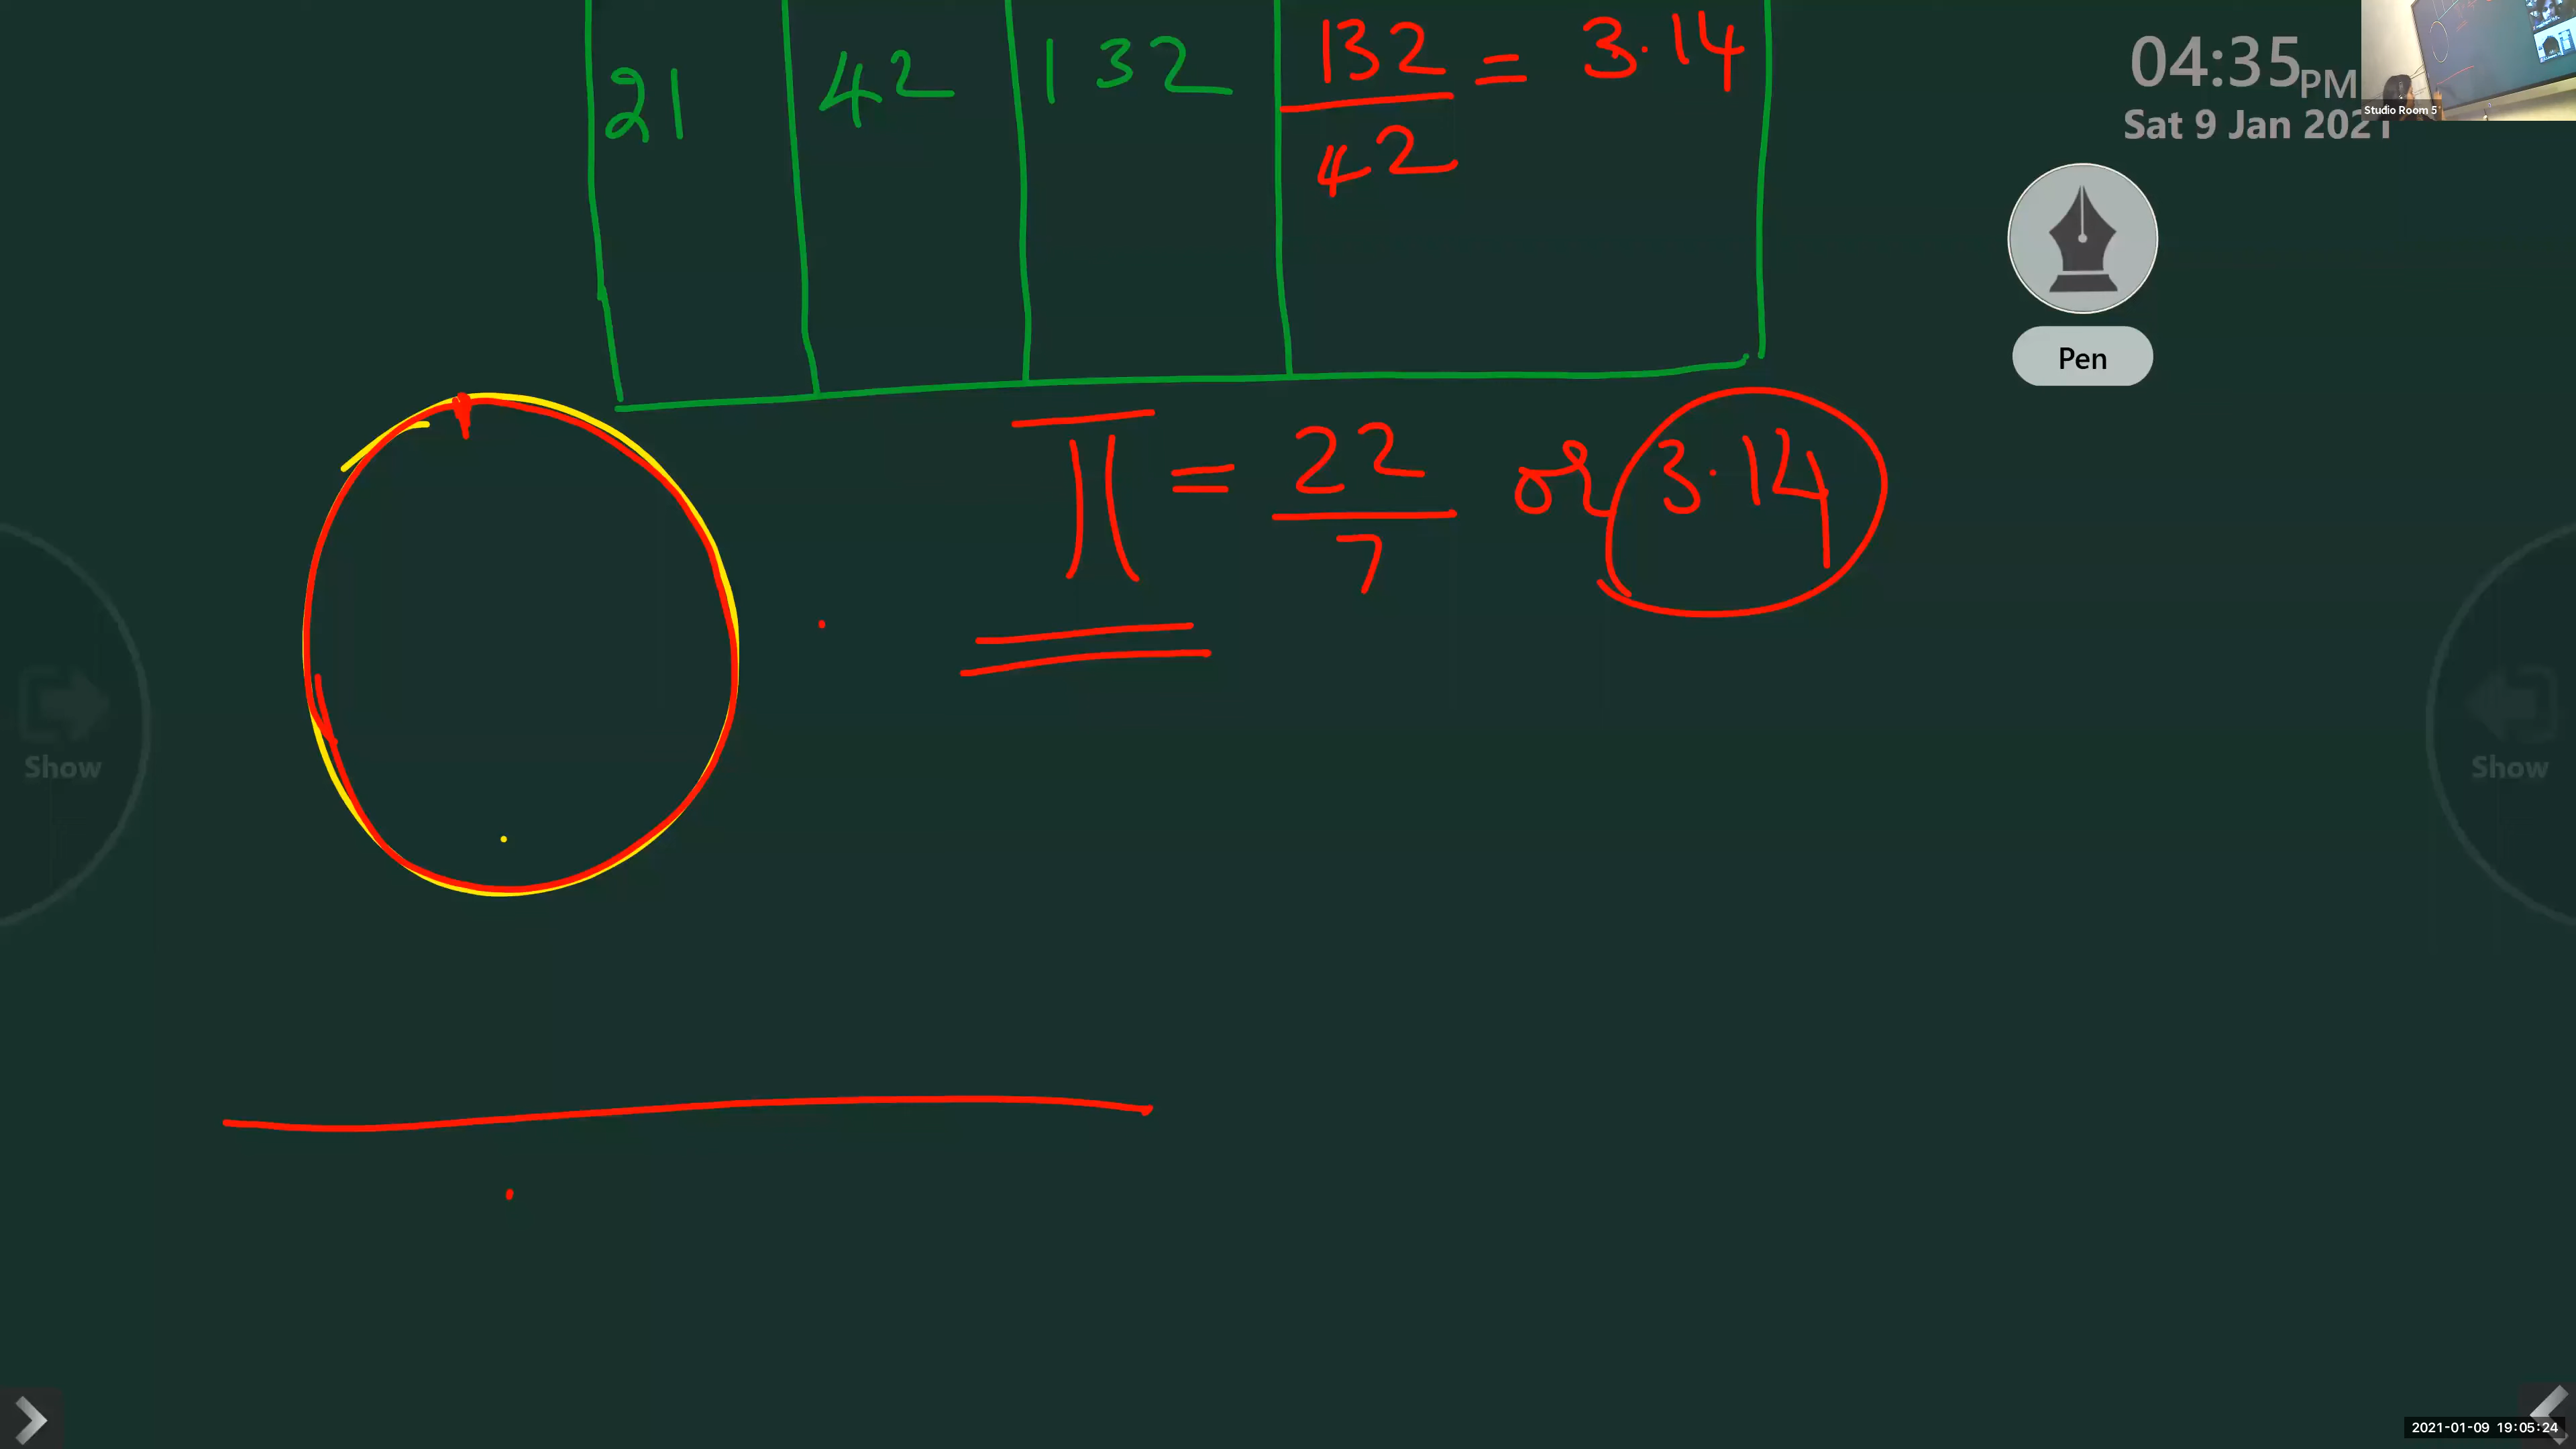 21 42 132 132/42 = 3.14
04:35PM
Sat 9 Jan 2021
Studio Room 5
Pen
π = 22/7 or 3.14
Show
Show
2021-01-09 19:05:24